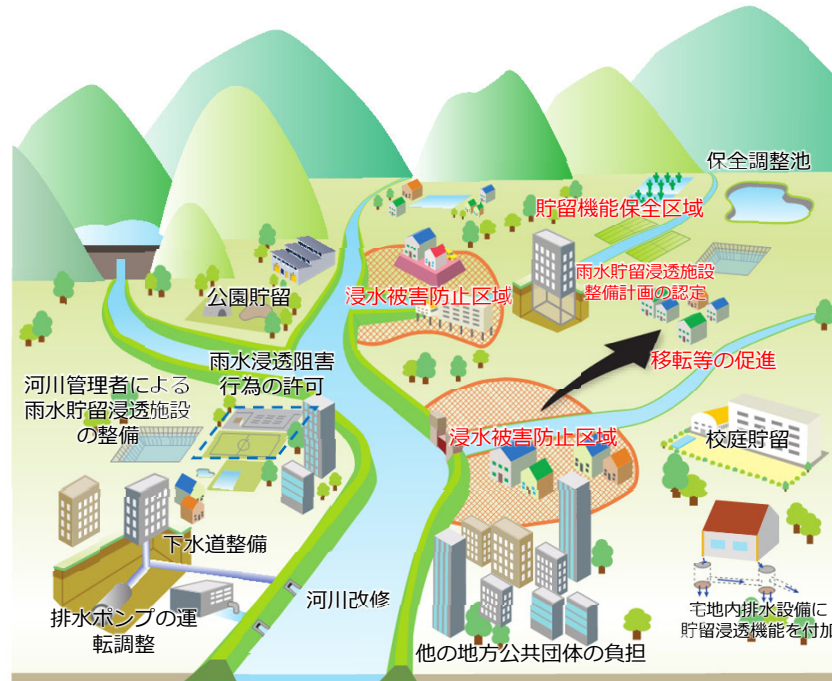 保全調整池
貯留機能保全区域
雨水貯留浸透施設
整備計画の認定
公園貯留
浸水被害防止区域
雨水浸透阻害
行為の許可
移転等の促進
河川管理者による
雨水貯留浸透施設
の整備
浸水被害防止区域
校庭貯留
下水道整備
河川改修
排水ポンプの運
転調整
宅地内排水設備に
貯留浸透機能を付加
他の地方公共団体の負担